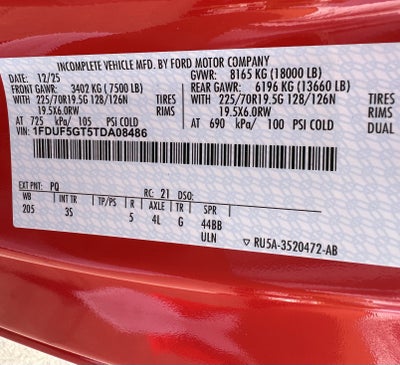 INCOMPLETE VEHICLE MFD. BY FORD MOTOR COMPANY
DATE: 12/25 GVWR: 8165 KG (18000 LB)
FRONT GAWR: 3402 KG ( 7500 LB) REAR GAWR: 6196 KG (13660 LB)
WITH 225/70R19.5G 128/126N TIRES WITH 225/70R19.5G 128/126N TIRES
19.5X6.0RW RIMS 19.5X6.0RW RIMS
AT 725 kPa/ 105 PSI COLD AT 690 kPa/ 100 PSI COLD DUAL
VIN: 1FDUF5GT5TDA08486
EXT PNT: PQ RC: 21 DSO:
WB INT TR TP/PS R AXLE TR SPR
205 3S 5 4L G 44BB
ULN ▽ RU5A-3520472-AB